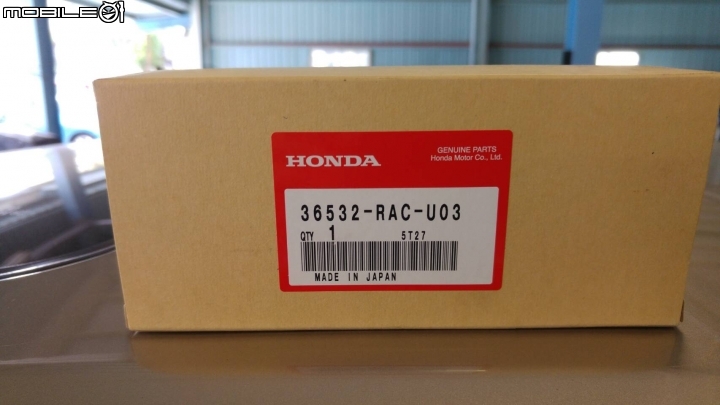 MOBILE01
HONDA
GENUINE PARTS
Honda Motor Co., Ltd.
36532-RAC-U03
QTY 1 5T27
MADE IN JAPAN